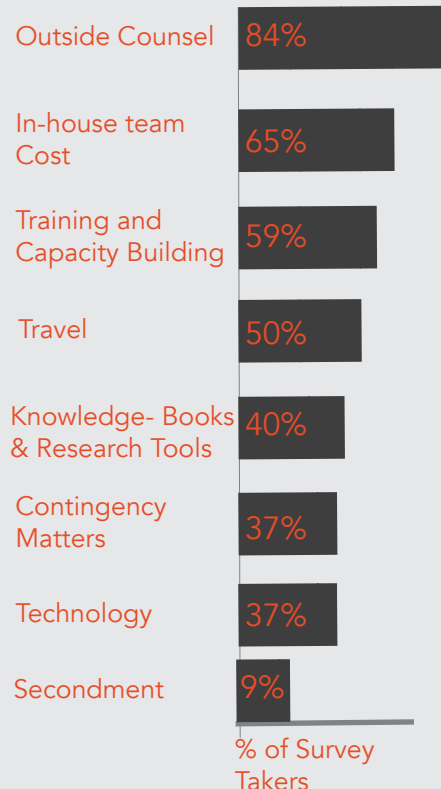 Outside Counsel 84%
In-house team
Cost
65%
Training and
Capacity Building
59%
Travel 50%
Knowledge- Books
& Research Tools
40%
Contingency
Matters
37%
Technology 37%
Secondment 9%
% of Survey
Takers